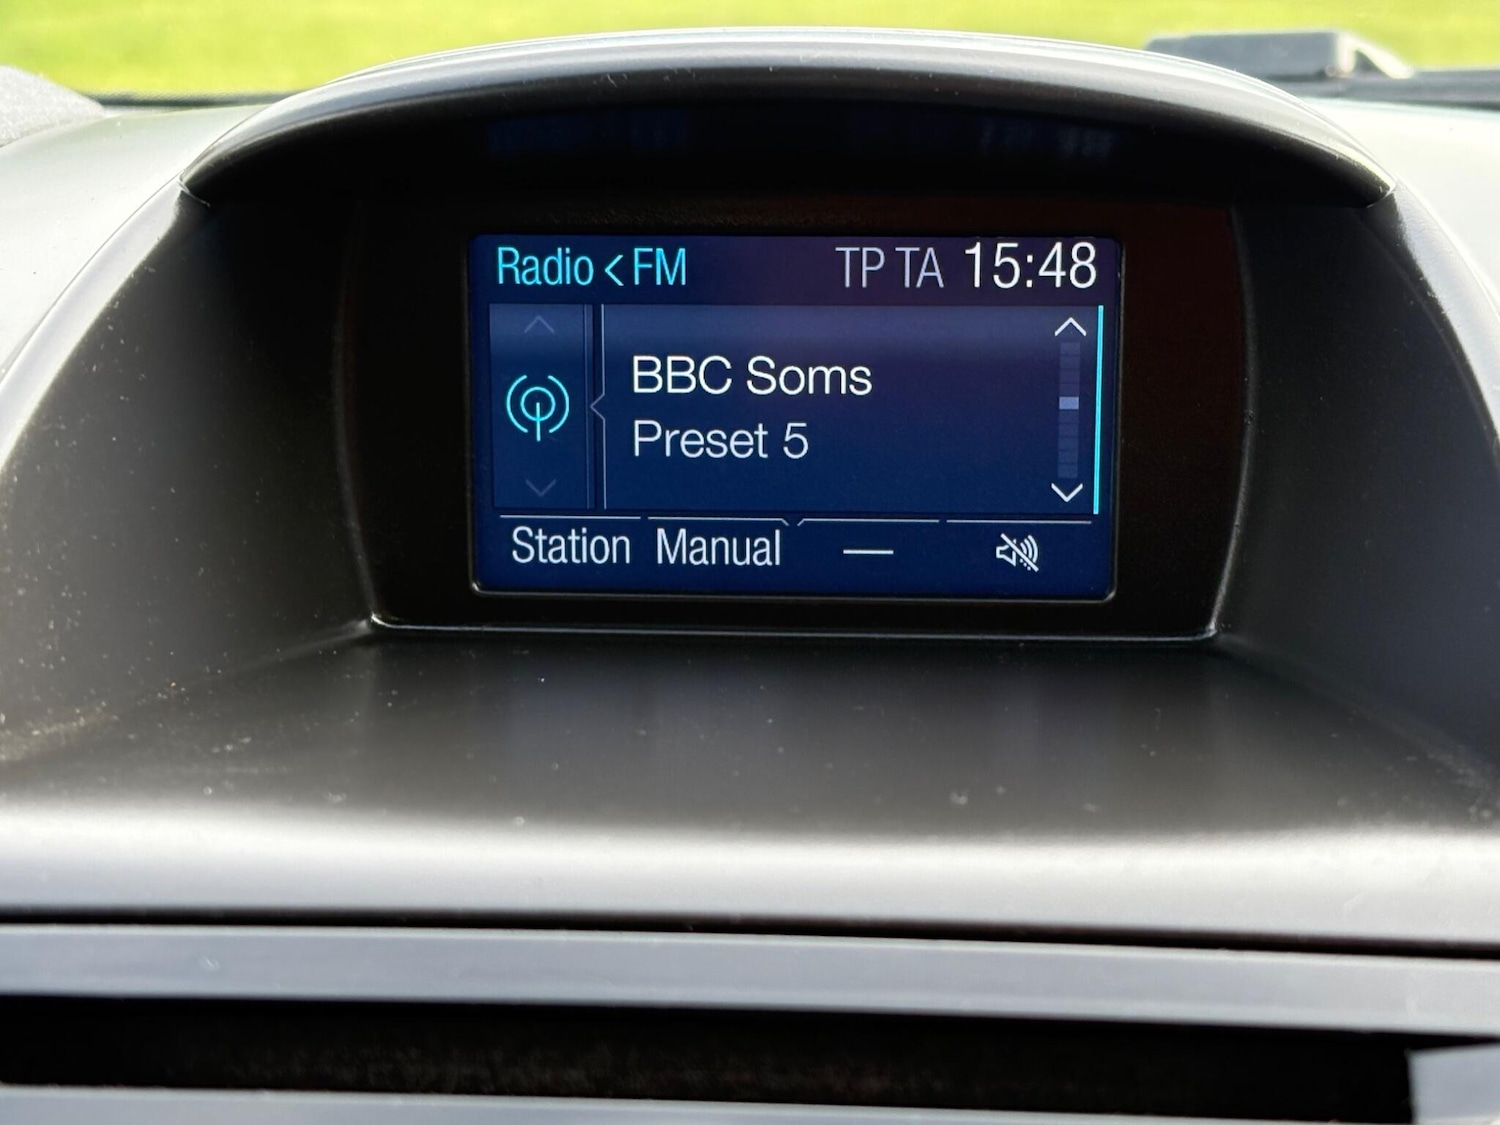 Radio < FM TP TA 15:48
BBC Soms
Preset 5
Station Manual —